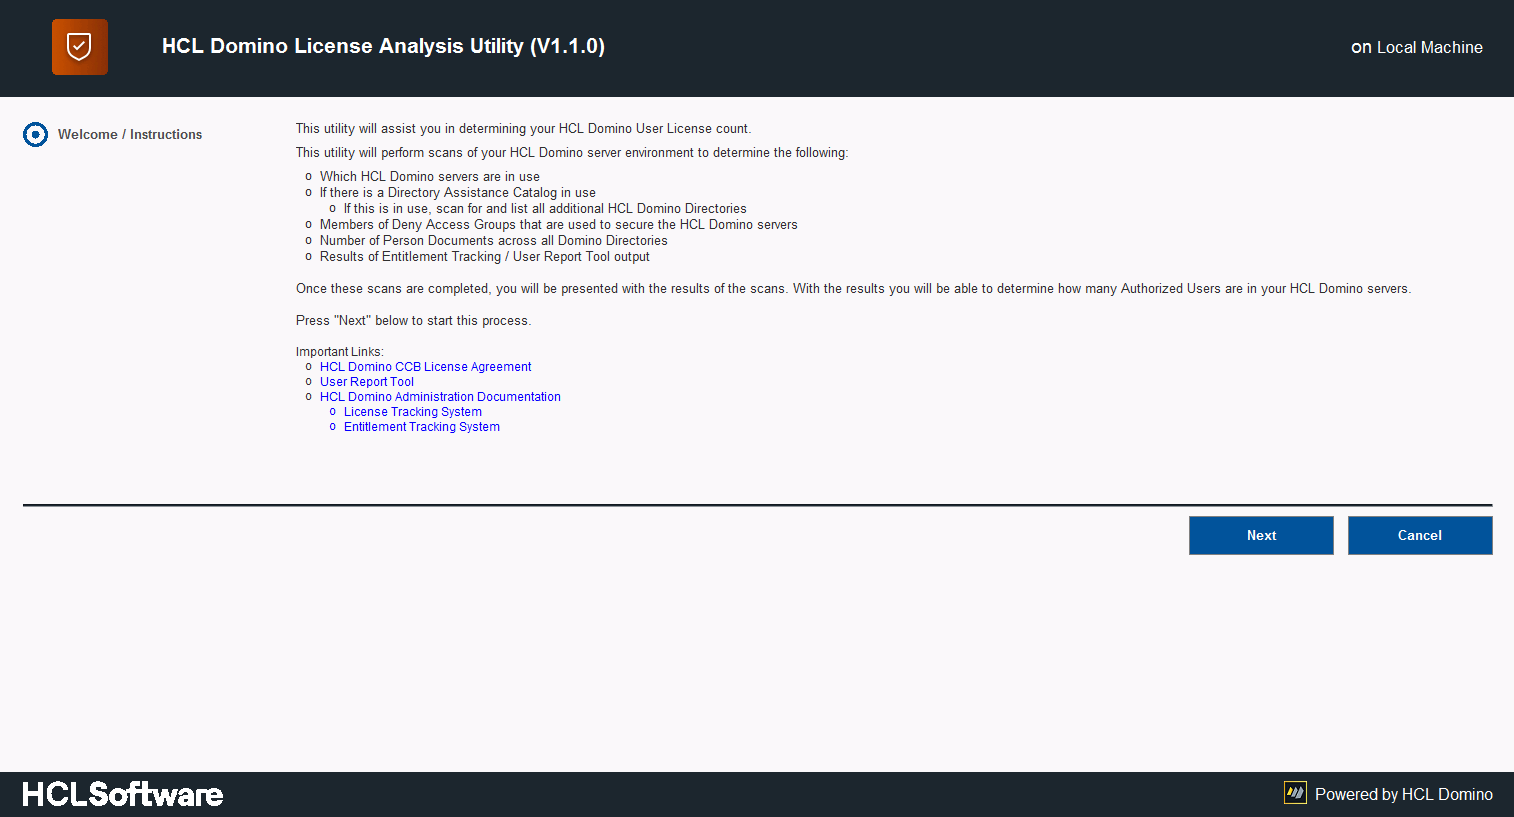 HCL Domino License Analysis Utility (V1.1.0)
on Local Machine
Welcome / Instructions
This utility will assist you in determining your HCL Domino User License count.
This utility will perform scans of your HCL Domino server environment to determine the following:
o Which HCL Domino servers are in use
o If there is a Directory Assistance Catalog in use
o If this is in use, scan for and list all additional HCL Domino Directories
o Members of Deny Access Groups that are used to secure the HCL Domino servers
o Number of Person Documents across all Domino Directories
o Results of Entitlement Tracking / User Report Tool output
Once these scans are completed, you will be presented with the results of the scans. With the results you will be able to determine how many Authorized Users are in your HCL Domino servers.
Press "Next" below to start this process.
Important Links:
o HCL Domino CCB License Agreement
o User Report Tool
o HCL Domino Administration Documentation
o License Tracking System
o Entitlement Tracking System
Next
Cancel
HCLSoftware
Powered by HCL Domino